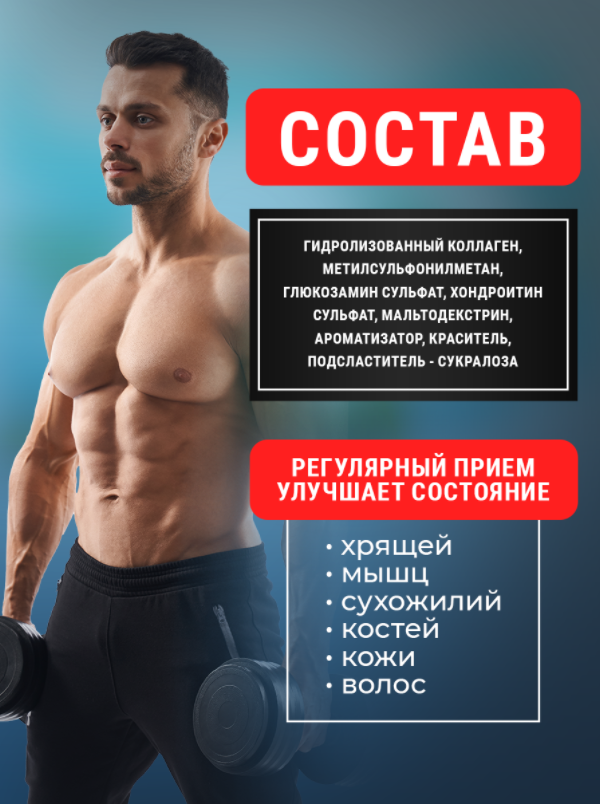 СОСТАВ
ГИДРОЛИЗОВАННЫЙ КОЛЛАГЕН,
МЕТИЛСУЛЬФОНИЛМЕТАН,
ГЛЮКОЗАМИН СУЛЬФАТ, ХОНДРОИТИН
СУЛЬФАТ, МАЛЬТОДЕКСТРИН,
АРОМАТИЗАТОР, КРАСИТЕЛЬ,
ПОДСЛАСТИТЕЛЬ - СУКРАЛОЗА
РЕГУЛЯРНЫЙ ПРИЕМ
УЛУЧШАЕТ СОСТОЯНИЕ
• хрящей
• мышц
• сухожилий
• костей
• кожи
• волос